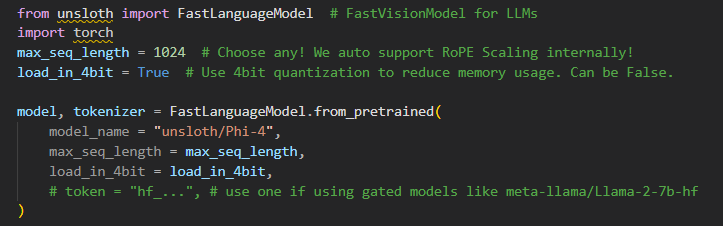 from unsloth import FastLanguageModel  # FastVisionModel for LLMs
import torch
max_seq_length = 1024  # Choose any! We auto support RoPE Scaling internally!
load_in_4bit = True  # Use 4bit quantization to reduce memory usage. Can be False.

model, tokenizer = FastLanguageModel.from_pretrained(
    model_name = "unsloth/Phi-4",
    max_seq_length = max_seq_length,
    load_in_4bit = load_in_4bit,
    # token = "hf_...", # use one if using gated models like meta-llama/Llama-2-7b-hf
)